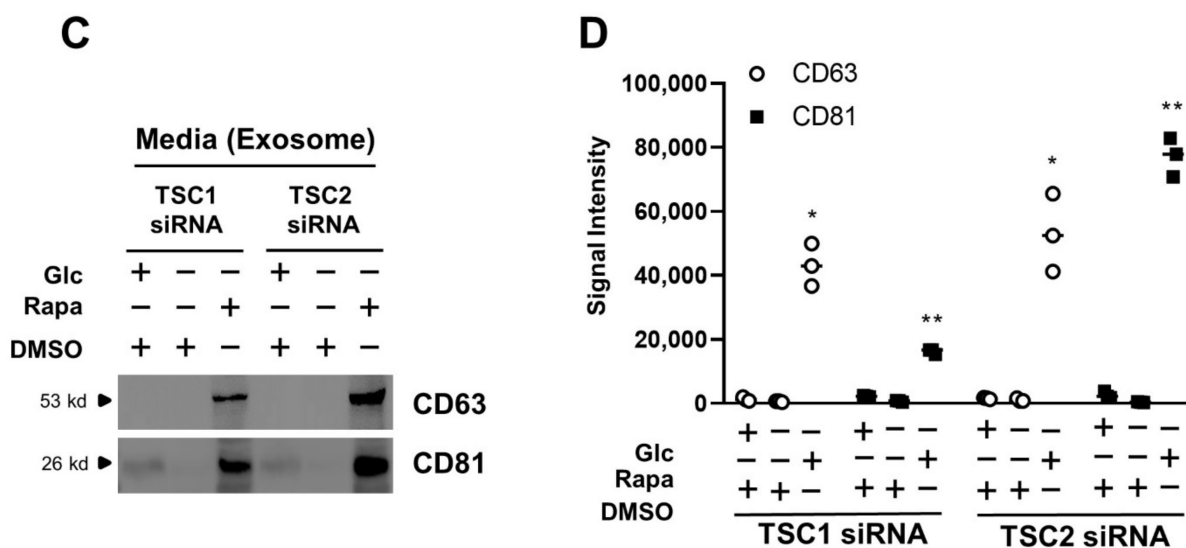 C
Media (Exosome)
TSC1 TSC2
siRNA siRNA
Glc + − − + − −
Rapa − − + − − +
DMSO + + − + + −
53 kd CD63
26 kd CD81
D
CD63
CD81
Signal Intensity
100,000
80,000
60,000
40,000
20,000
0
* ** * **
Glc + − − + − − + − − + − −
Rapa − − + − − + − − + − − +
DMSO + + − + + − + + − + + −
TSC1 siRNA TSC2 siRNA